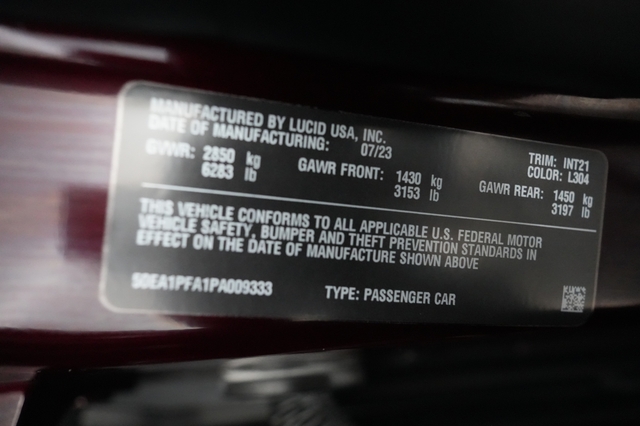 MANUFACTURED BY LUCID USA, INC.
DATE OF MANUFACTURING: 07/23
TRIM: INT21
COLOR: L304
GVWR: 2850 kg
6283 lb
GAWR FRONT: 1430 kg
3153 lb
GAWR REAR: 1450 kg
3197 lb
THIS VEHICLE CONFORMS TO ALL APPLICABLE U.S. FEDERAL MOTOR
VEHICLE SAFETY, BUMPER AND THEFT PREVENTION STANDARDS IN
EFFECT ON THE DATE OF MANUFACTURE SHOWN ABOVE
50EA1PFA1PA009333
TYPE: PASSENGER CAR